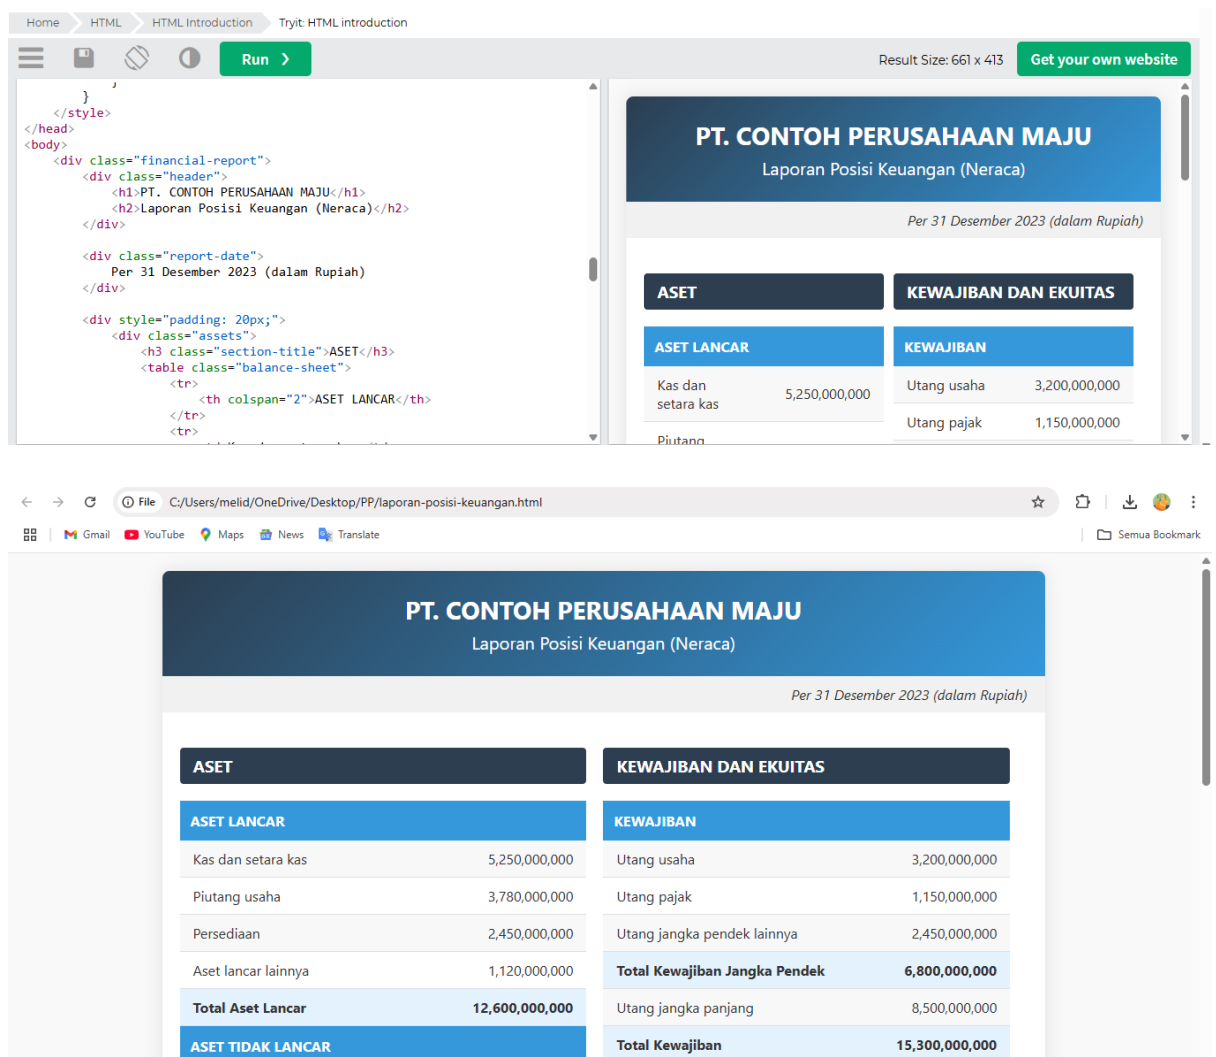 Home HTML HTML Introduction Tryit: HTML introduction
Run ❯ Result Size: 661 x 413 Get your own website
}
}
</style>
</head>
<body>
<div class="financial-report">
<div class="header">
<h1>PT. CONTOH PERUSAHAAN MAJU</h1>
<h2>Laporan Posisi Keuangan (Neraca)</h2>
</div>
<div class="report-date">
Per 31 Desember 2023 (dalam Rupiah)
</div>
<div style="padding: 20px;">
<div class="assets">
<h3 class="section-title">ASET</h3>
<table class="balance-sheet">
<tr>
<th colspan="2">ASET LANCAR</th>
</tr>
<tr>
PT. CONTOH PERUSAHAAN MAJU
Laporan Posisi Keuangan (Neraca)
Per 31 Desember 2023 (dalam Rupiah)
ASET
ASET LANCAR
Kas dan
setara kas 5,250,000,000
Piutang
KEWAJIBAN DAN EKUITAS
KEWAJIBAN
Utang usaha 3,200,000,000
Utang pajak 1,150,000,000
File C:/Users/melid/OneDrive/Desktop/PP/laporan-posisi-keuangan.html
Gmail YouTube Maps News Translate Semua Bookmark
PT. CONTOH PERUSAHAAN MAJU
Laporan Posisi Keuangan (Neraca)
Per 31 Desember 2023 (dalam Rupiah)
ASET
ASET LANCAR
Kas dan setara kas 5,250,000,000
Piutang usaha 3,780,000,000
Persediaan 2,450,000,000
Aset lancar lainnya 1,120,000,000
Total Aset Lancar 12,600,000,000
ASET TIDAK LANCAR
KEWAJIBAN DAN EKUITAS
KEWAJIBAN
Utang usaha 3,200,000,000
Utang pajak 1,150,000,000
Utang jangka pendek lainnya 2,450,000,000
Total Kewajiban Jangka Pendek 6,800,000,000
Utang jangka panjang 8,500,000,000
Total Kewajiban 15,300,000,000